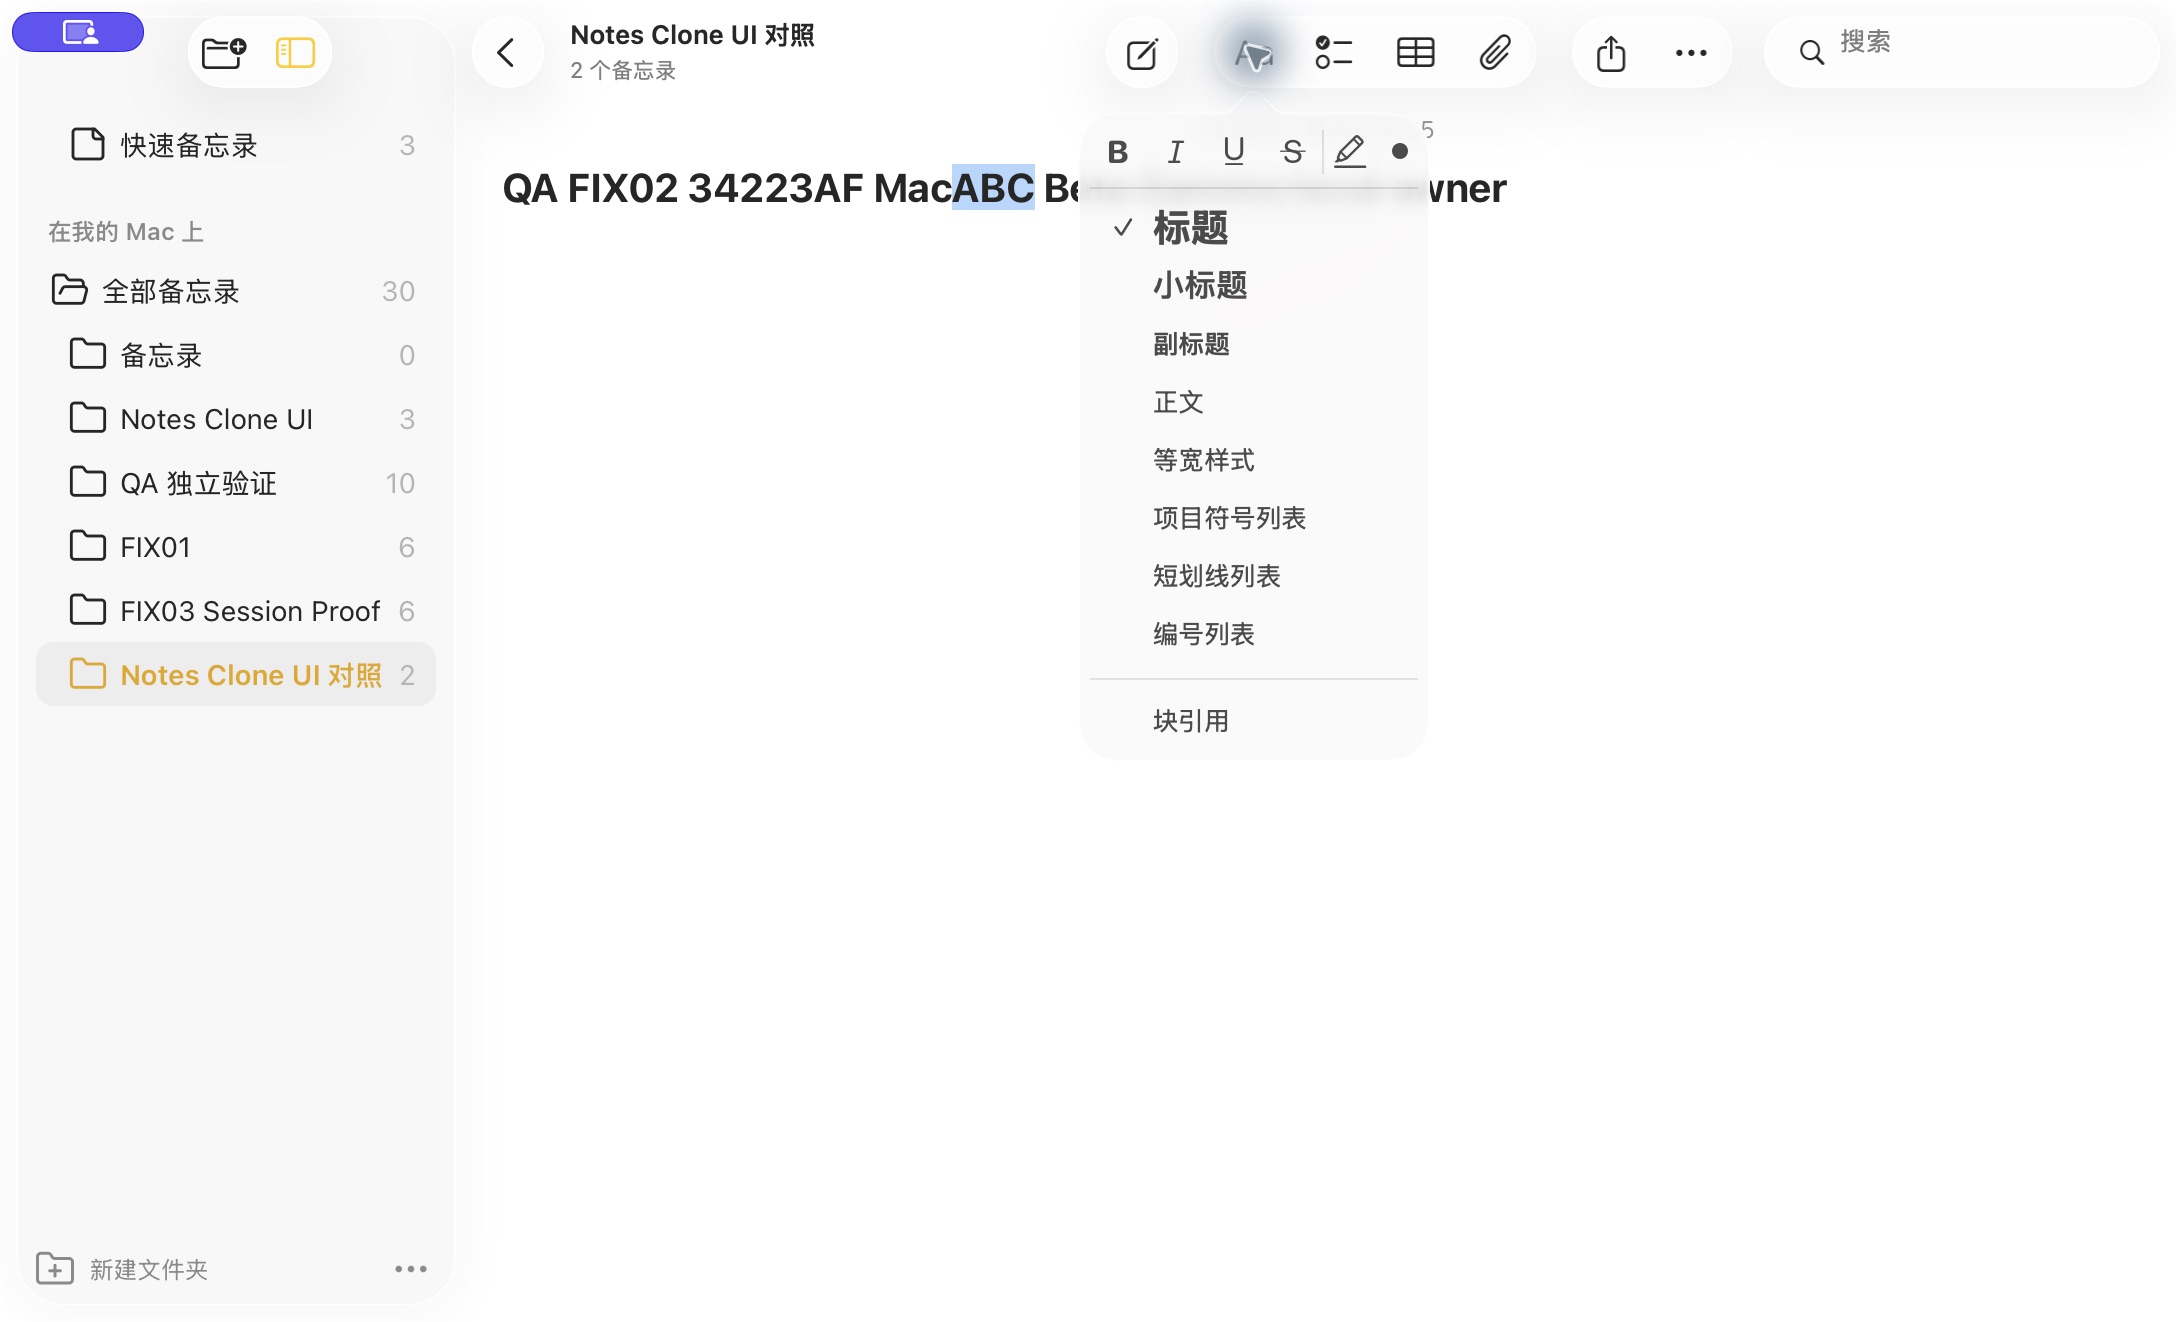 Notes Clone UI 对照
2 个备忘录
搜索
快速备忘录 3
在我的 Mac 上
全部备忘录 30
备忘录 0
Notes Clone UI 3
QA 独立验证 10
FIX01 6
FIX03 Session Proof 6
Notes Clone UI 对照 2
新建文件夹
5
QA FIX02 34223AF MacABC
B I U S
标题
小标题
副标题
正文
等宽样式
项目符号列表
短划线列表
编号列表
块引用